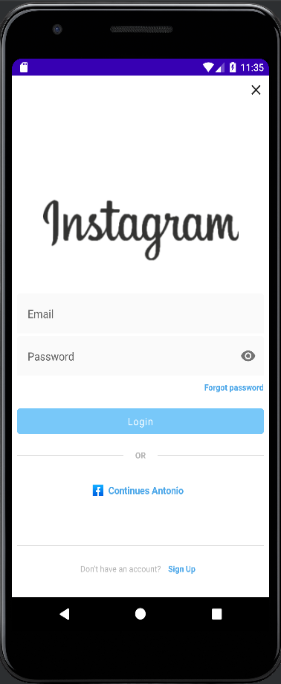 11:35
Instagram
Email
Password
Forgot password
Login
OR
Continues Antonio
Don't have an account? Sign Up